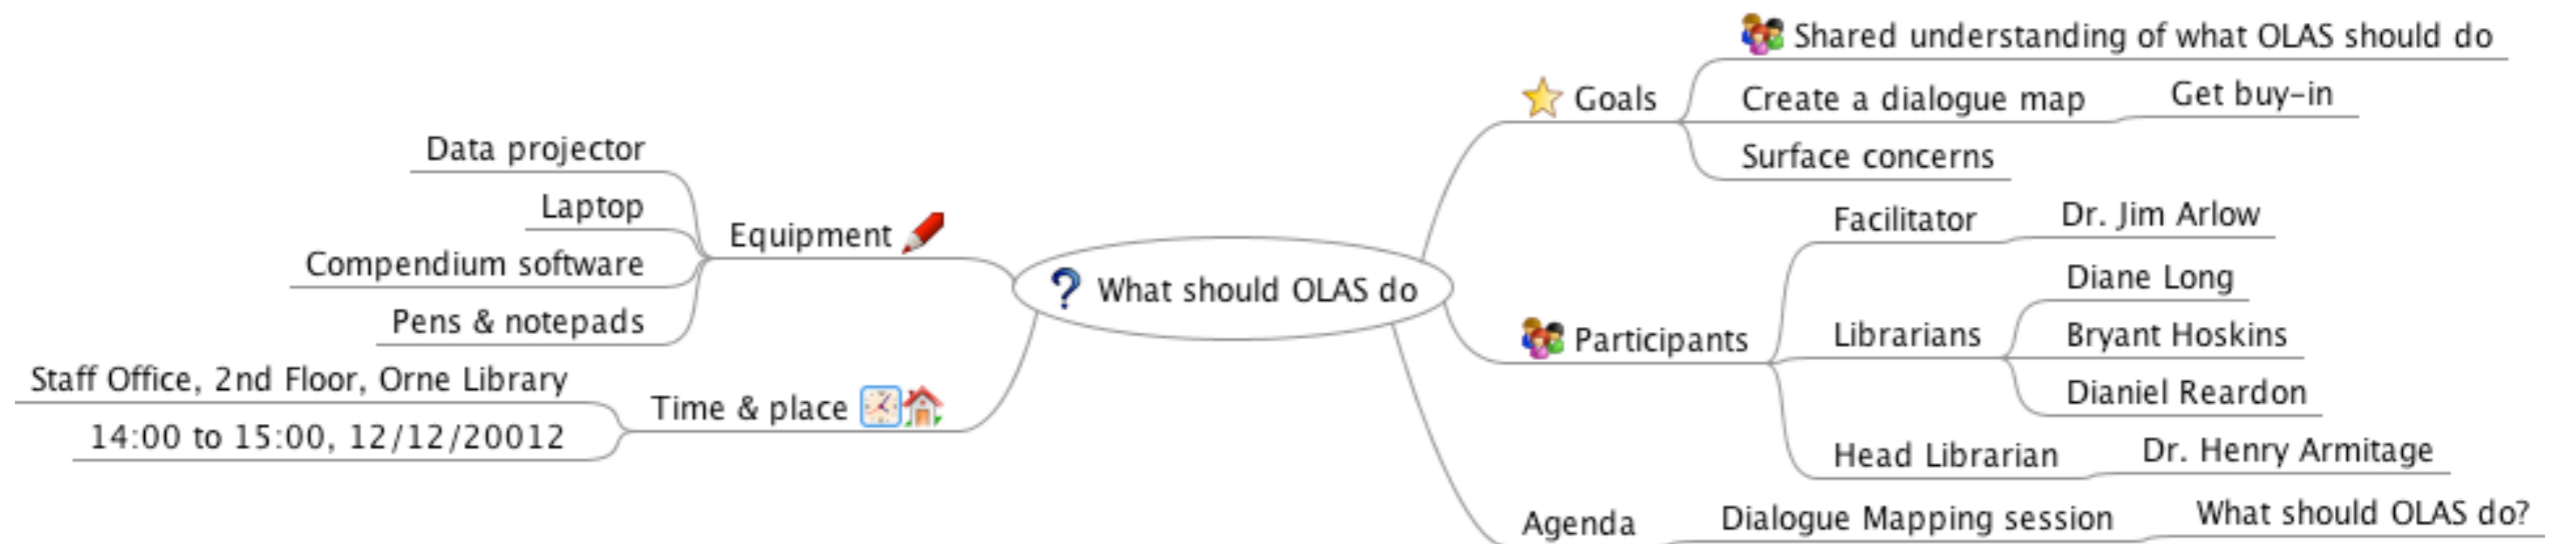 What should OLAS do
Goals
Shared understanding of what OLAS should do
Create a dialogue map
Get buy-in
Surface concerns
Participants
Facilitator
Dr. Jim Arlow
Librarians
Diane Long
Bryant Hoskins
Dianiel Reardon
Head Librarian
Dr. Henry Armitage
Agenda
Dialogue Mapping session
What should OLAS do?
Equipment
Data projector
Laptop
Compendium software
Pens & notepads
Time & place
Staff Office, 2nd Floor, Orne Library
14:00 to 15:00, 12/12/20012